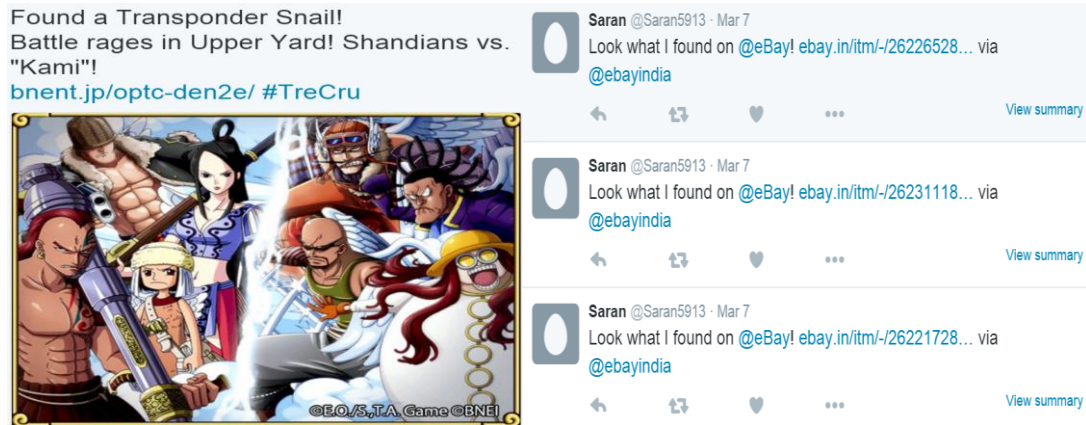 Found a Transponder Snail!
Battle rages in Upper Yard! Shandians vs.
"Kami"!
bnent.jp/optc-den2e/ #TreCru
©E.O./S.,T.A. Game ©BNEI
Saran @Saran5913 · Mar 7
Look what I found on @eBay! ebay.in/itm/-/26226528... via
@ebayindia
View summary
Saran @Saran5913 · Mar 7
Look what I found on @eBay! ebay.in/itm/-/26231118... via
@ebayindia
View summary
Saran @Saran5913 · Mar 7
Look what I found on @eBay! ebay.in/itm/-/26221728... via
@ebayindia
View summary